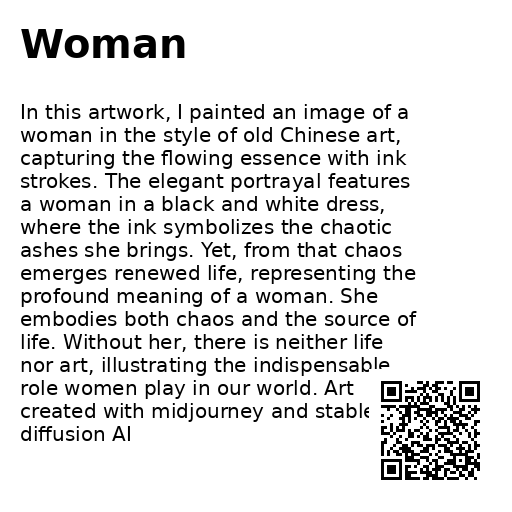 Woman
In this artwork, I painted an image of a
woman in the style of old Chinese art,
capturing the flowing essence with ink
strokes. The elegant portrayal features
a woman in a black and white dress,
where the ink symbolizes the chaotic
ashes she brings. Yet, from that chaos
emerges renewed life, representing the
profound meaning of a woman. She
embodies both chaos and the source of
life. Without her, there is neither life
nor art, illustrating the indispensable
role women play in our world. Art
created with midjourney and stable
diffusion AI